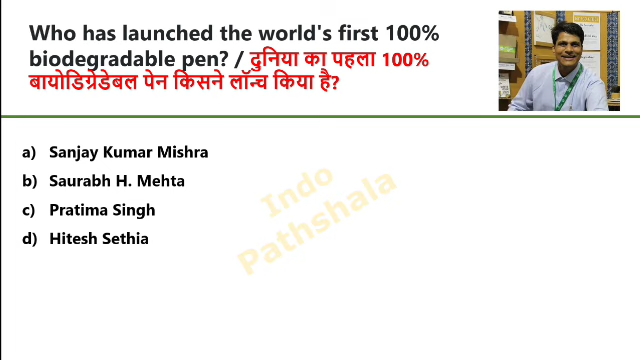 Who has launched the world's first 100%
biodegradable pen? / दुनिया का पहला 100%
बायोडिग्रेडेबल पेन किसने लॉन्च किया है?
a) Sanjay Kumar Mishra
b) Saurabh H. Mehta
c) Pratima Singh
d) Hitesh Sethia
Indo
Pathshala